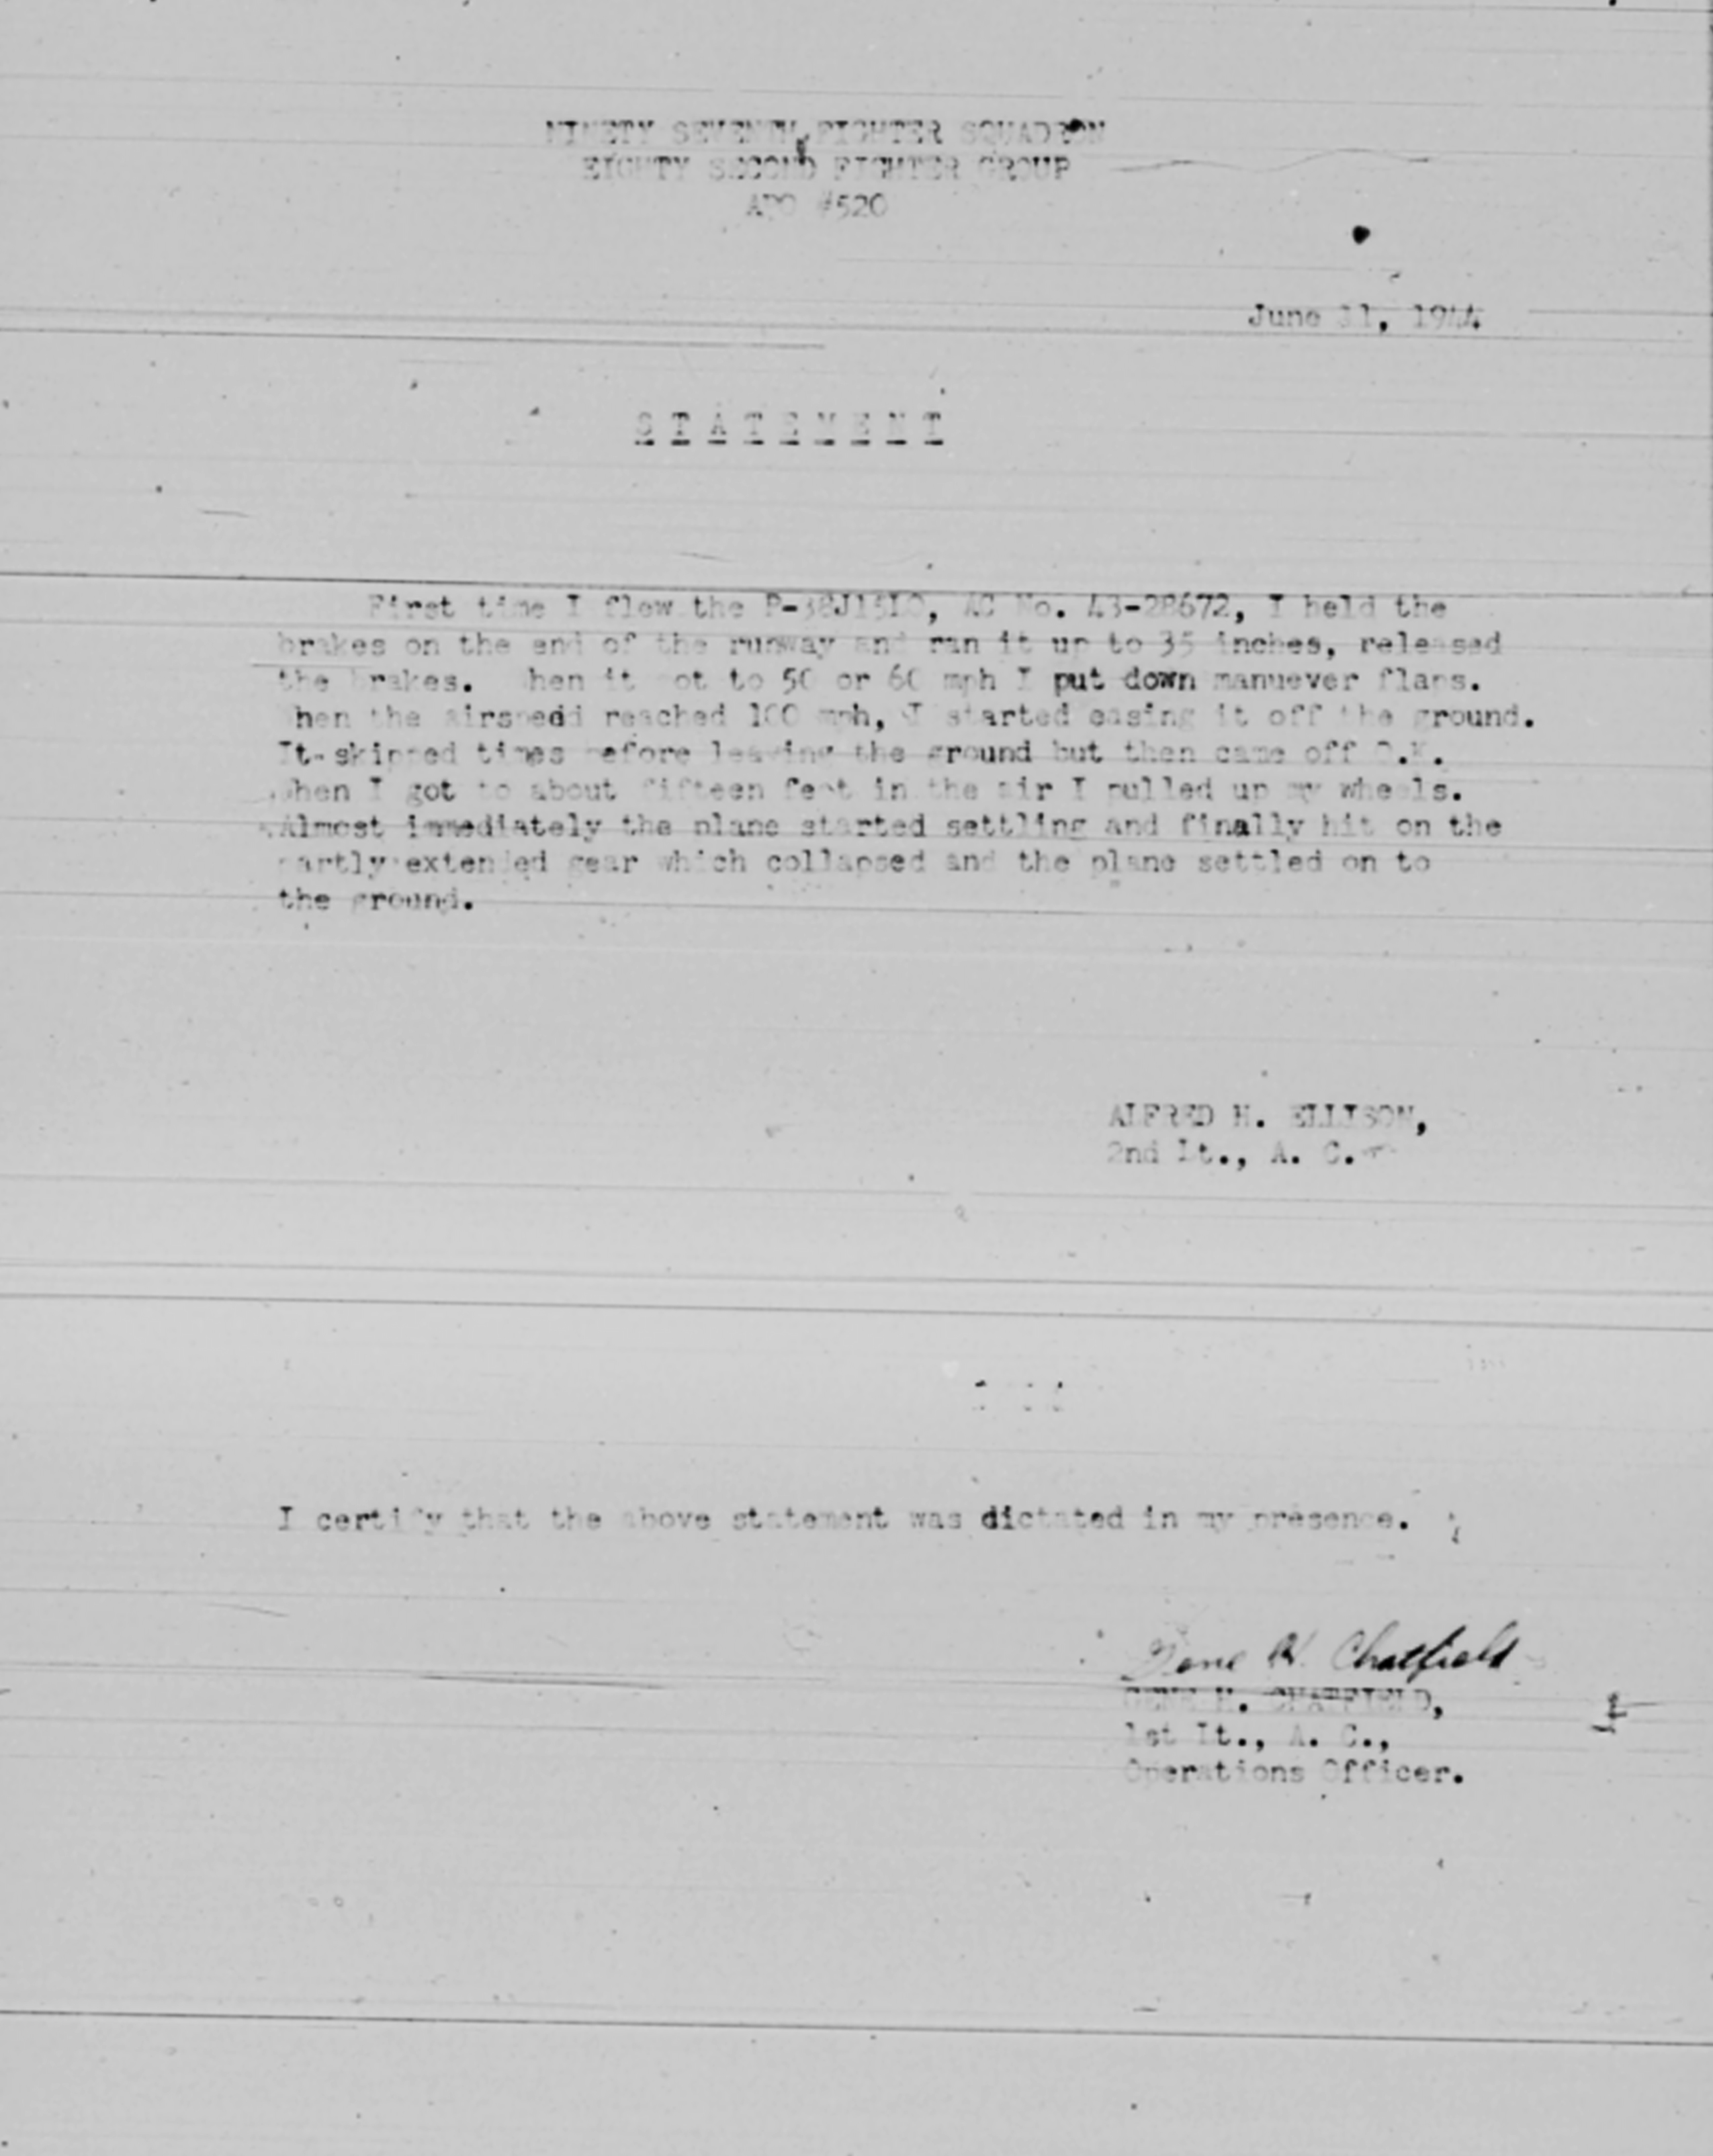 NINETY SEVENTH FIGHTER SQUADRON
EIGHTY SECOND FIGHTER GROUP
APO #520
June 11, 1944
S T A T E M E N T
First time I flew the P-38J15LO, AC No. 43-28672, I held the
brakes on the end of the runway and ran it up to 35 inches, released
the brakes. When it got to 50 or 60 mph I put down manuever flaps.
When the airspedd reached 100 mph, I started easing it off the ground.
It skipped times before leaving the ground but then came off O.K.
When I got to about fifteen feet in the air I pulled up my wheels.
Almost immediately the plane started settling and finally hit on the
partly extended gear which collapsed and the plane settled on to
the ground.
ALFRED H. ELLISON,
2nd Lt., A. C.
I certify that the above statement was dictated in my presence.
Gene H. Chatfield
GENE H. CHATFIELD,
1st Lt., A. C.,
Operations Officer.